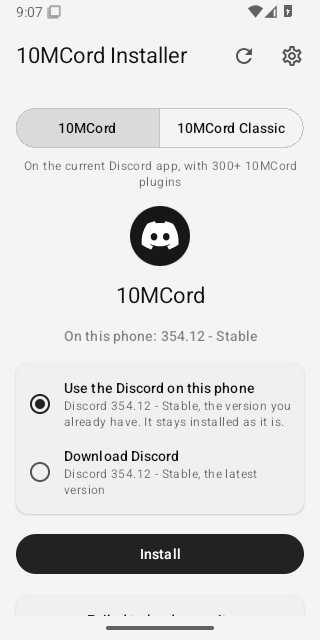 9:07
10MCord Installer
10MCord
10MCord Classic
On the current Discord app, with 300+ 10MCord
plugins
10MCord
On this phone: 354.12 - Stable
Use the Discord on this phone
Discord 354.12 - Stable, the version you
already have. It stays installed as it is.
Download Discord
Discord 354.12 - Stable, the latest
version
Install